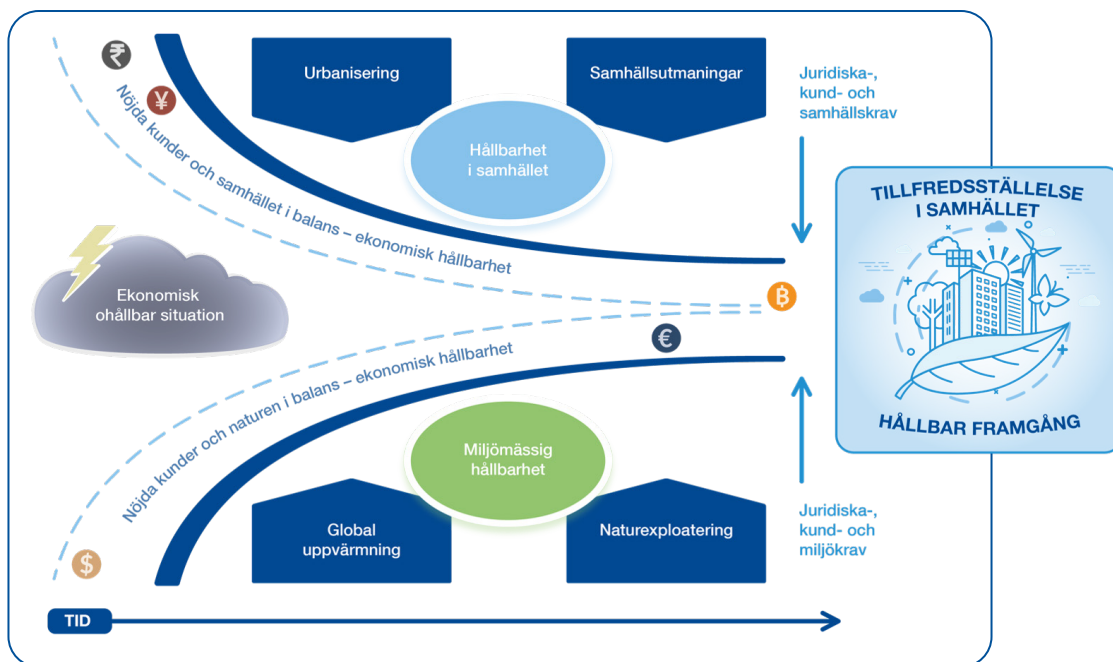 Urbanisering
Samhällsutmaningar
Juridiska-,
kund- och
samhällskrav
₹
¥
Nöjda kunder och samhället i balans – ekonomisk hållbarhet
Hållbarhet
i samhället
TILLFREDSSTÄLLELSE
I SAMHÄLLET
Ekonomisk
ohållbar situation
฿
€
Nöjda kunder och naturen i balans – ekonomisk hållbarhet
HÅLLBAR FRAMGÅNG
Miljömässig
hållbarhet
Global
uppvärmning
Naturexploatering
Juridiska-,
kund- och
miljökrav
$
TID